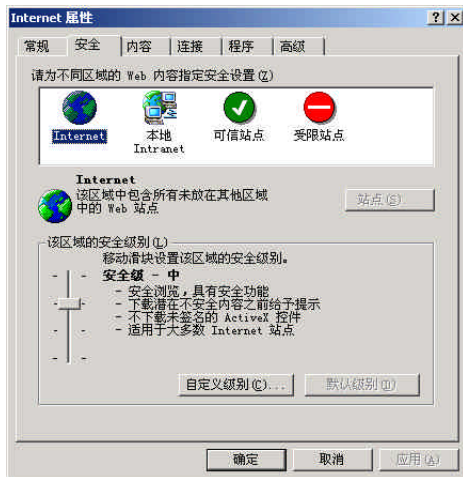 Internet 属性
常规 安全 内容 连接 程序 高级
请为不同区域的 Web 内容指定安全设置(Z)
Internet 本地 Intranet 可信站点 受限站点
Internet
该区域中包含所有未放在其他区域
中的 Web 站点
站点(S)
该区域的安全级别(L)
移动滑块设置该区域的安全级别。
安全级 - 中
- 安全浏览，具有安全功能
- 下载潜在不安全内容之前给予提示
- 不下载未签名的 ActiveX 控件
- 适用于大多数 Internet 站点
自定义级别(C)... 默认级别(D)
确定 取消 应用(A)